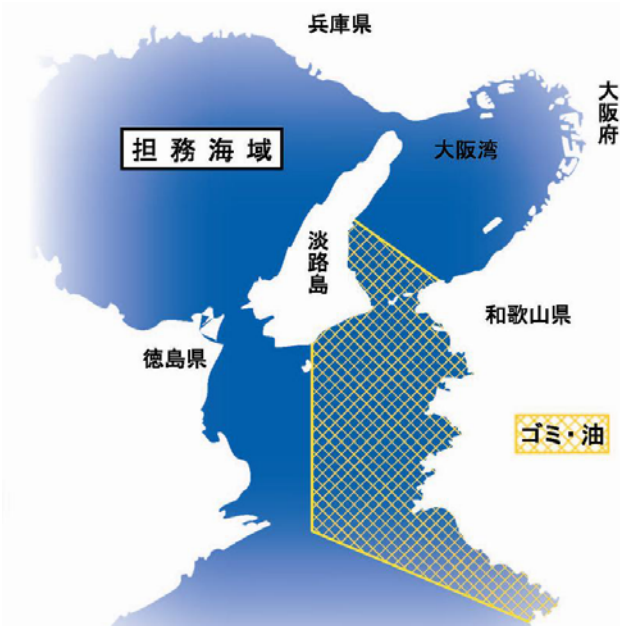 兵庫県
大阪府
担務海域
大阪湾
淡路島
和歌山県
徳島県
ゴミ・油